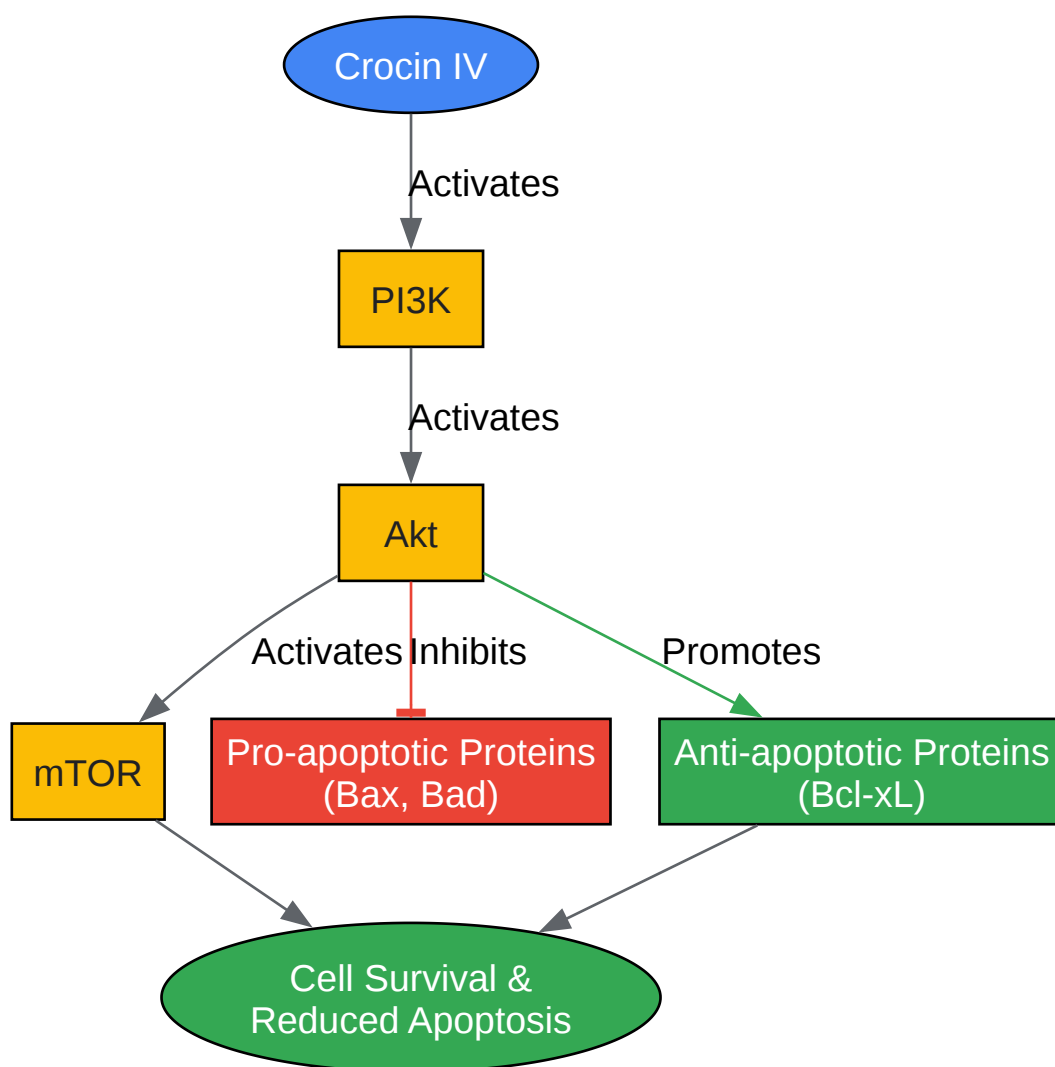 Crocin IV
Activates
PI3K
Activates
Akt
Activates
Inhibits
Promotes
mTOR
Pro-apoptotic Proteins
(Bax, Bad)
Anti-apoptotic Proteins
(Bcl-xL)
Cell Survival &
Reduced Apoptosis